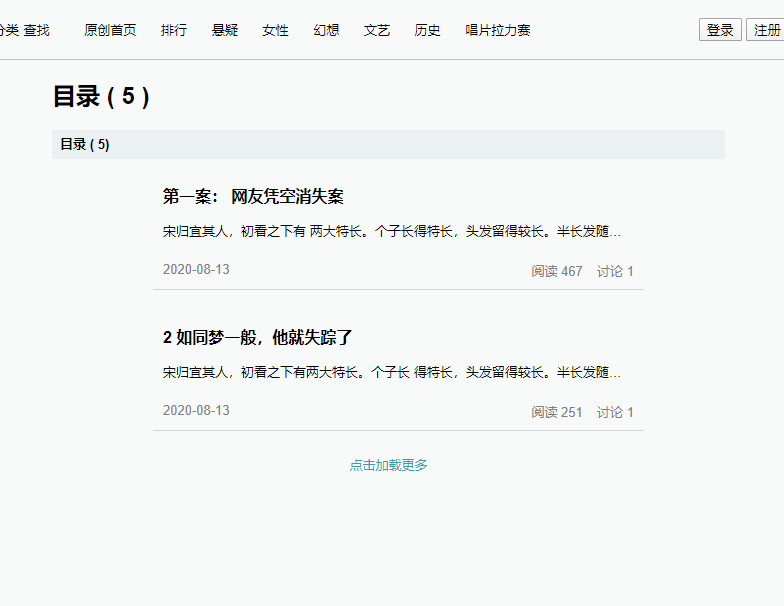 分类 查找 原创首页 排行 悬疑 女性 幻想 文艺 历史 唱片拉力赛 登录 注册
目录 ( 5 )
目录 ( 5)
第一案： 网友凭空消失案
宋归宜其人，初看之下有 两大特长。个子长得特长，头发留得较长。半长发随...
2020-08-13 阅读 467 讨论 1
2 如同梦一般，他就失踪了
宋归宜其人，初看之下有两大特长。个子长 得特长，头发留得较长。半长发随...
2020-08-13 阅读 251 讨论 1
点击加载更多